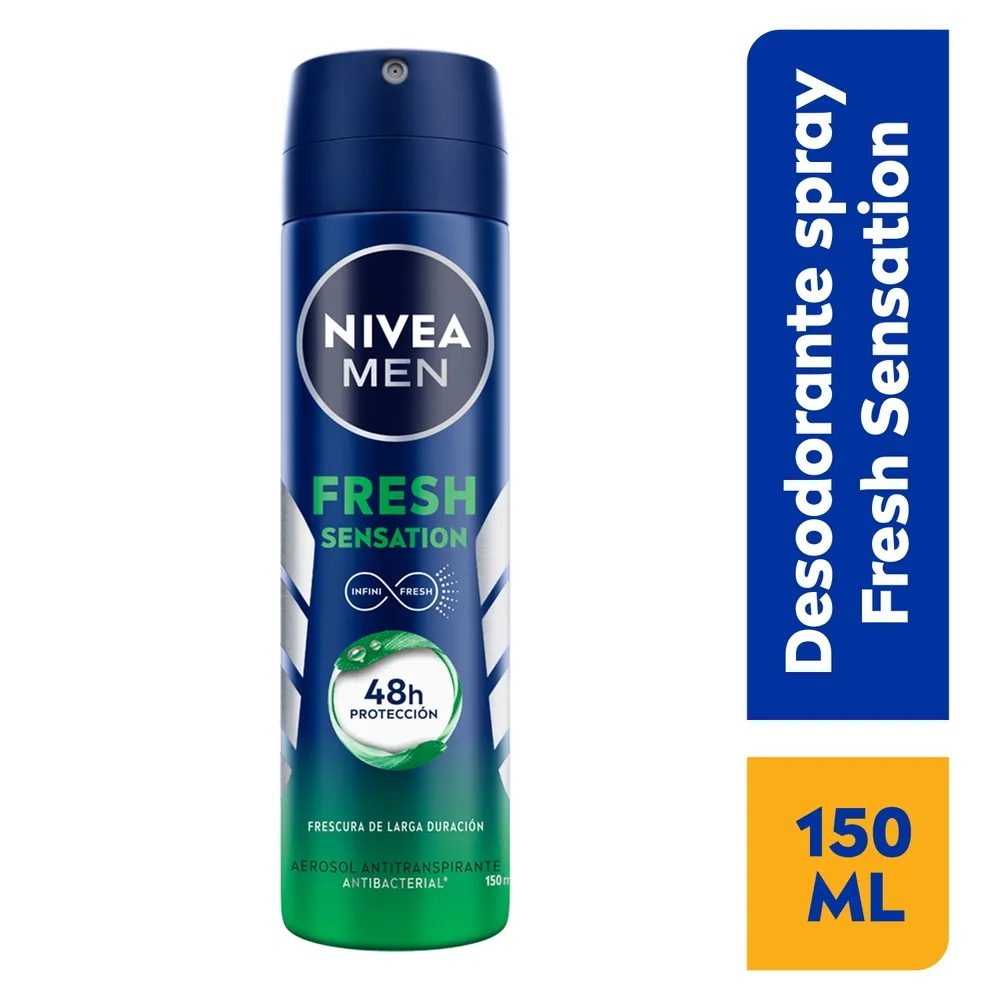 NIVEA
MEN
FRESH
SENSATION
INFINI FRESH
48h
PROTECCIÓN
FRESCURA DE LARGA DURACIÓN
AEROSOL ANTITRANSPIRANTE
ANTIBACTERIAL*
150 m
Desodorante spray
Fresh Sensation
150
ML